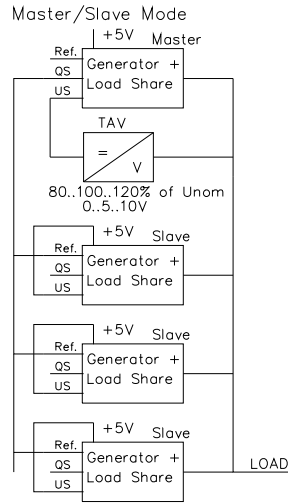 Master/Slave Mode
+5V
Master
Ref.
QS
US
Generator +
Load Share
TAV
=
V
80..100..120% of Unom
0..5..10V
+5V
Slave
Ref.
QS
US
Generator +
Load Share
+5V
Slave
Ref.
QS
US
Generator +
Load Share
+5V
Slave
Ref.
QS
US
Generator +
Load Share
LOAD